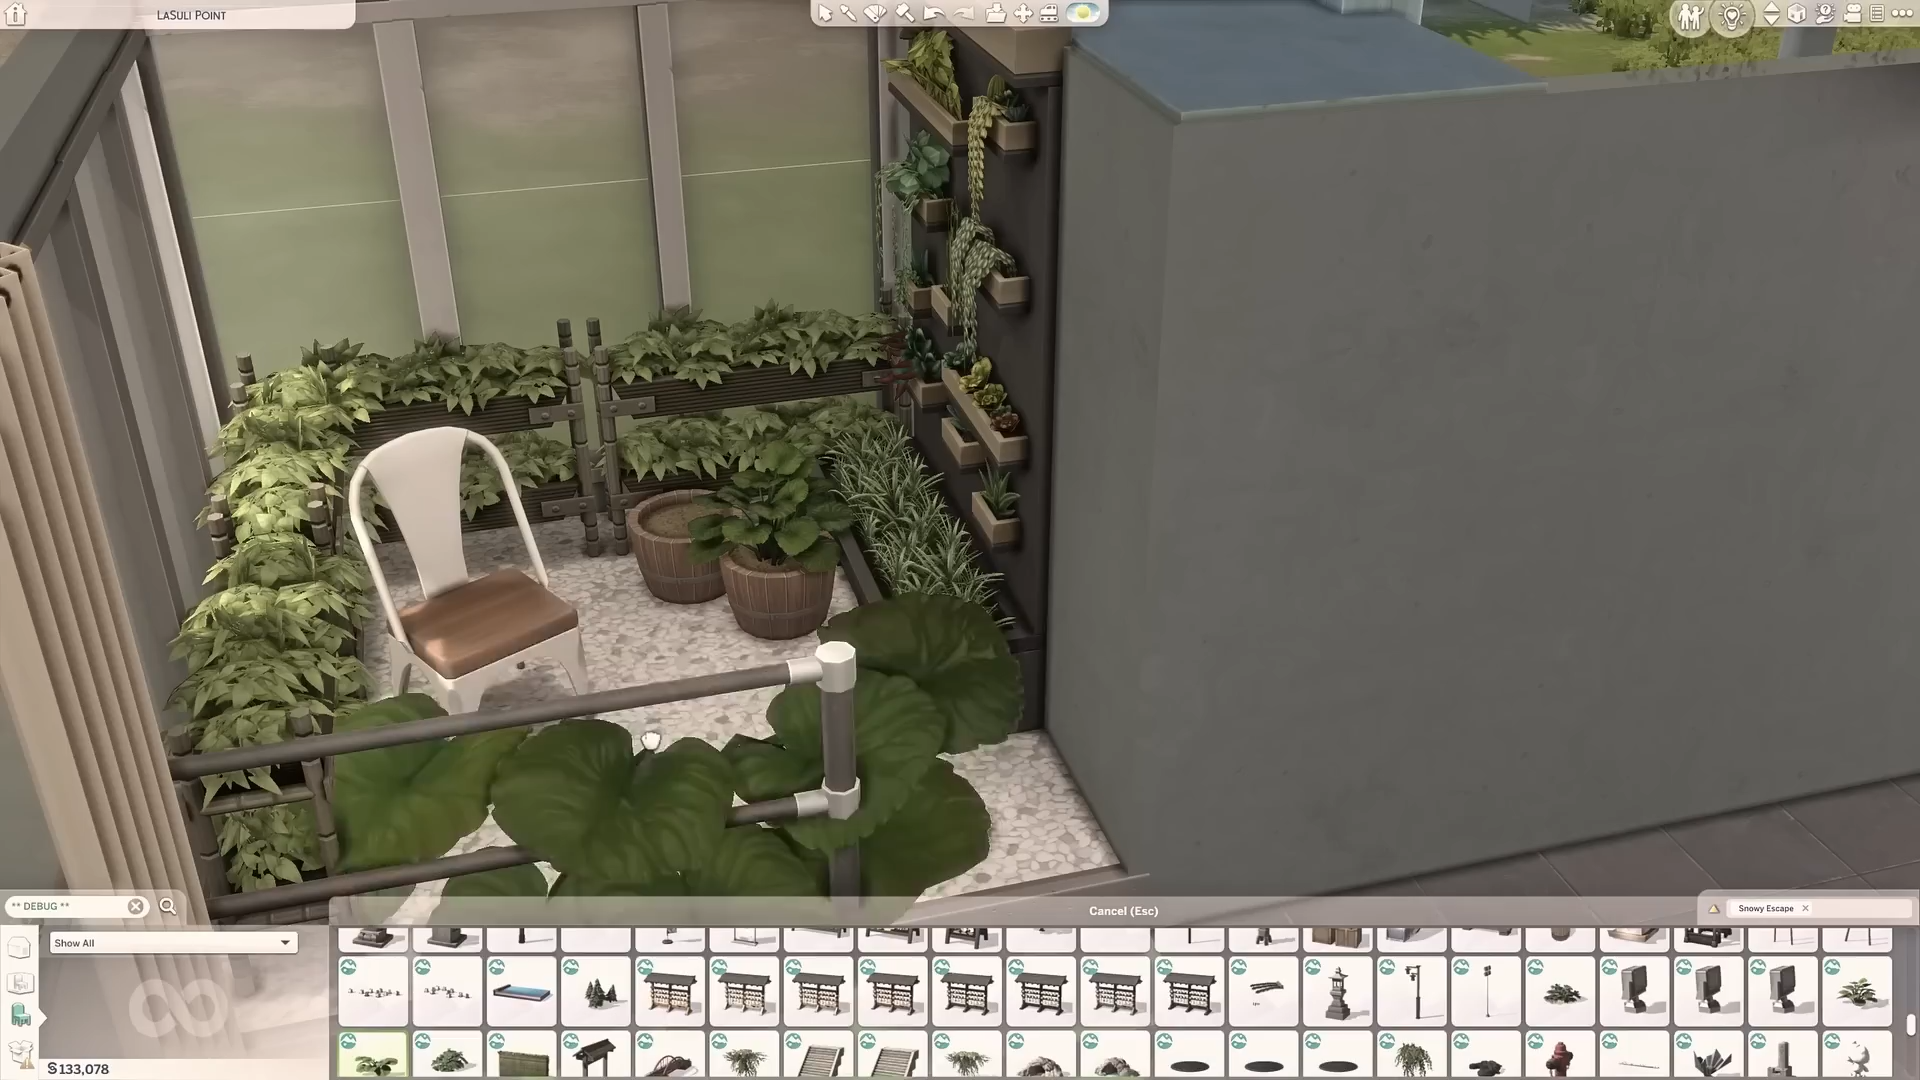 LaSuli Point
Cancel (Esc)
** DEBUG **
Snowy Escape
Show All
§133,078